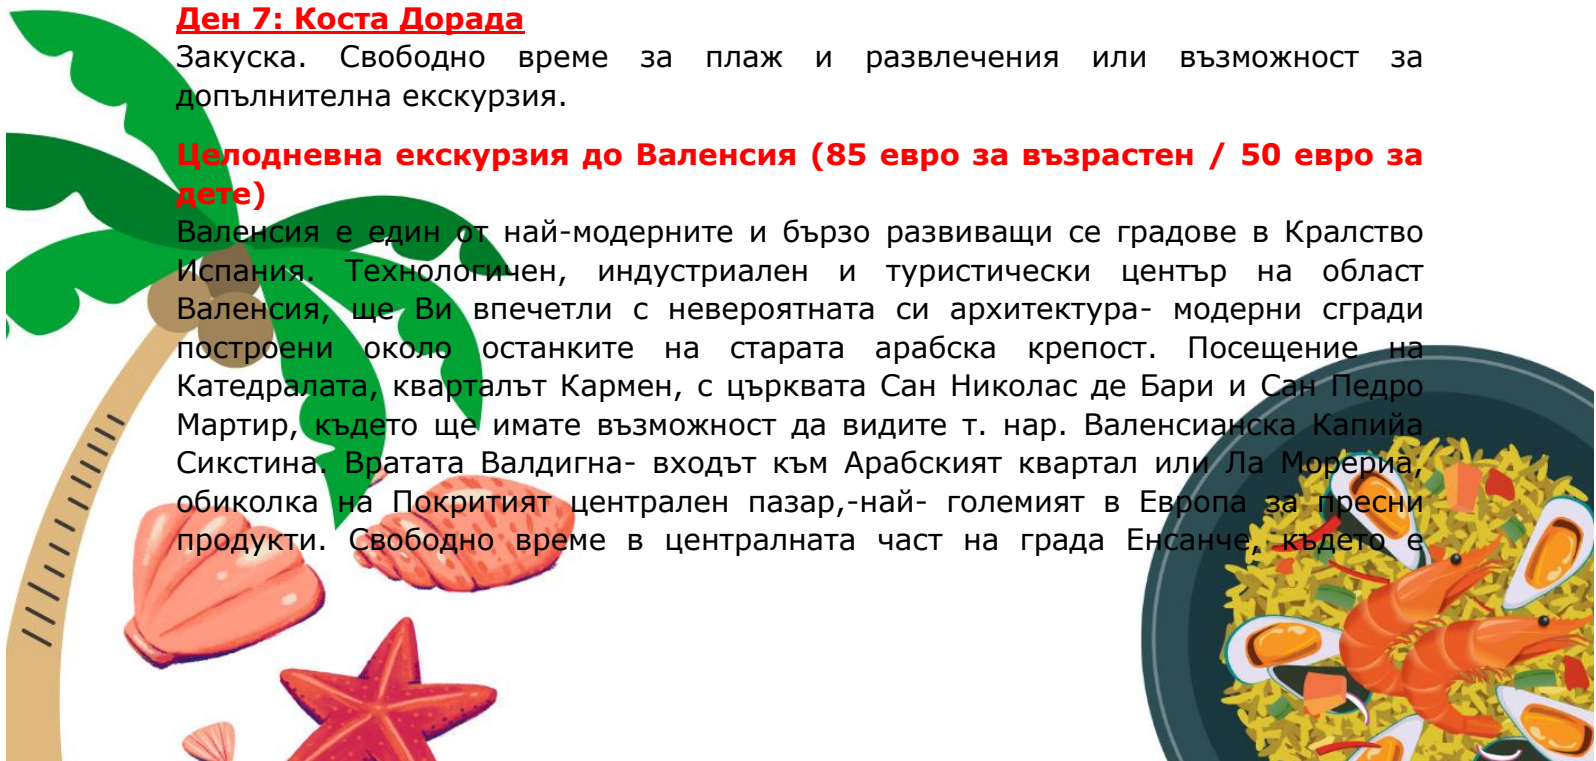 Ден 7: Коста Дорада
Закуска. Свободно време за плаж и развлечения или възможност за
допълнителна екскурзия.
Целодневна екскурзия до Валенсия (85 евро за възрастен / 50 евро за
дете)
Валенсия е един от най-модерните и бързо развиващи се градове в Кралство
Испания. Технологичен, индустриален и туристически център на област
Валенсия, ще Ви впечетли с невероятната си архитектура- модерни сгради
построени около останките на старата арабска крепост. Посещение на
Катедралата, кварталът Кармен, с църквата Сан Николас де Бари и Сан Педро
Мартир, където ще имате възможност да видите т. нар. Валенсианска Капийа
Сикстина. Вратата Валдигна- входът към Арабският квартал или Ла Морериа,
обиколка на Покритият централен пазар,-най- големият в Европа за пресни
продукти. Свободно време в централната част на града Енсанче, където е